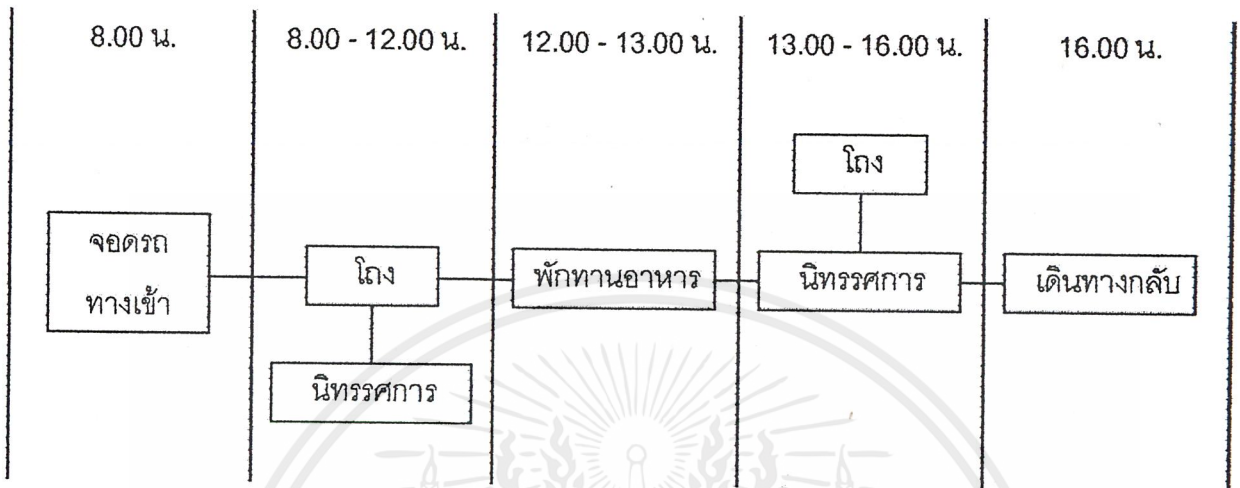 8.00 น.
8.00 - 12.00 น.
12.00 - 13.00 น.
13.00 - 16.00 น.
16.00 น.
โถง
จอดรถ
ทางเข้า
โถง
พักทานอาหาร
นิทรรศการ
เดินทางกลับ
นิทรรศการ